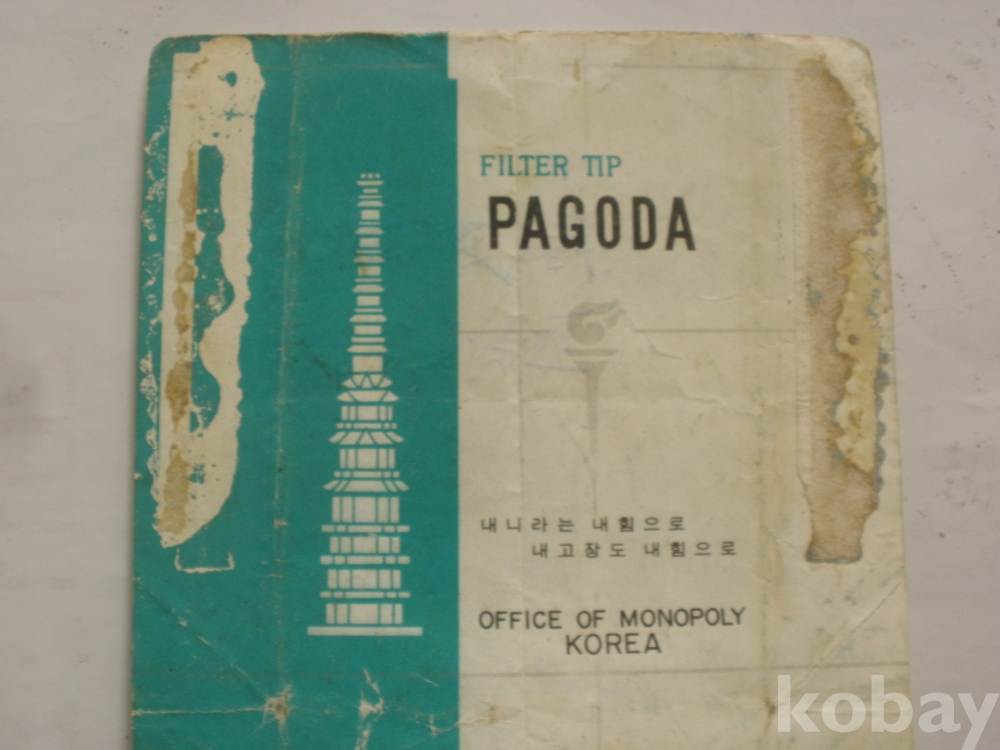 FILTER TIP
PAGODA
내니라는 내힘으로
내고장도 내힘으로
OFFICE OF MONOPOLY
KOREA
kobay